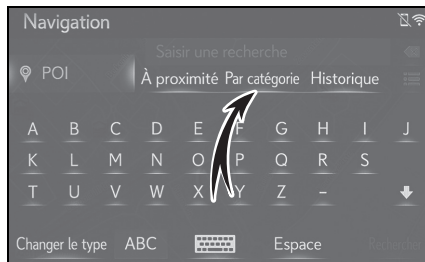 Navigation
Saisir une recherche
POI
À proximité Par catégorie Historique
A B C D E F G H I J
K L M N O P Q R S
T U V W X Y Z -
Changer le type ABC Espace Rechercher